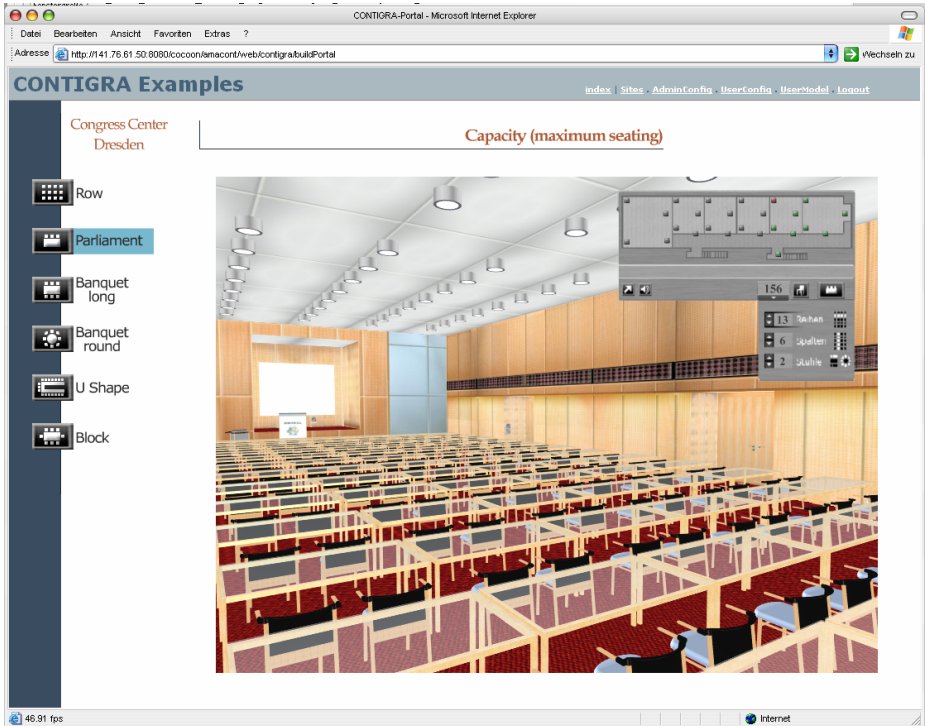 CONTIGRA-Portal - Microsoft Internet Explorer
Datei Bearbeiten Ansicht Favoriten Extras ?
Adresse http://141.76.61.50:8080/cocoon/amacont/web/contigra/buildPortal Wechseln zu
CONTIGRA Examples
index | Sites . AdminConfig . UserConfig . UserModel . Logout
Congress Center
Dresden
Capacity (maximum seating)
Row
Parliament
Banquet
long
Banquet
round
U Shape
Block
156
13 Reihen
6 Spalten
2 Stühle
46.91 fps
Internet